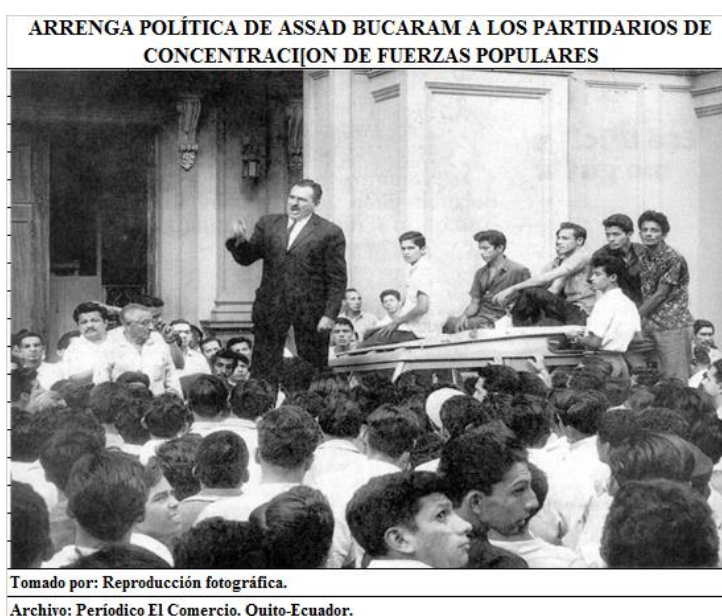 ARRENGA POLÍTICA DE ASSAD BUCARAM A LOS PARTIDARIOS DE
CONCENTRACI[ON DE FUERZAS POPULARES
Tomado por: Reproducción fotográfica.
Archivo: Períodico El Comercio. Quito-Ecuador.